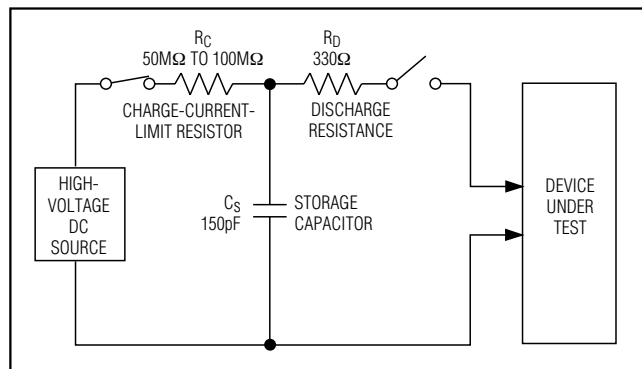 R_C
50MΩ TO 100MΩ
CHARGE-CURRENT-
LIMIT RESISTOR
R_D
330Ω
DISCHARGE
RESISTANCE
HIGH-
VOLTAGE
DC
SOURCE
C_S
150pF
STORAGE
CAPACITOR
DEVICE
UNDER
TEST